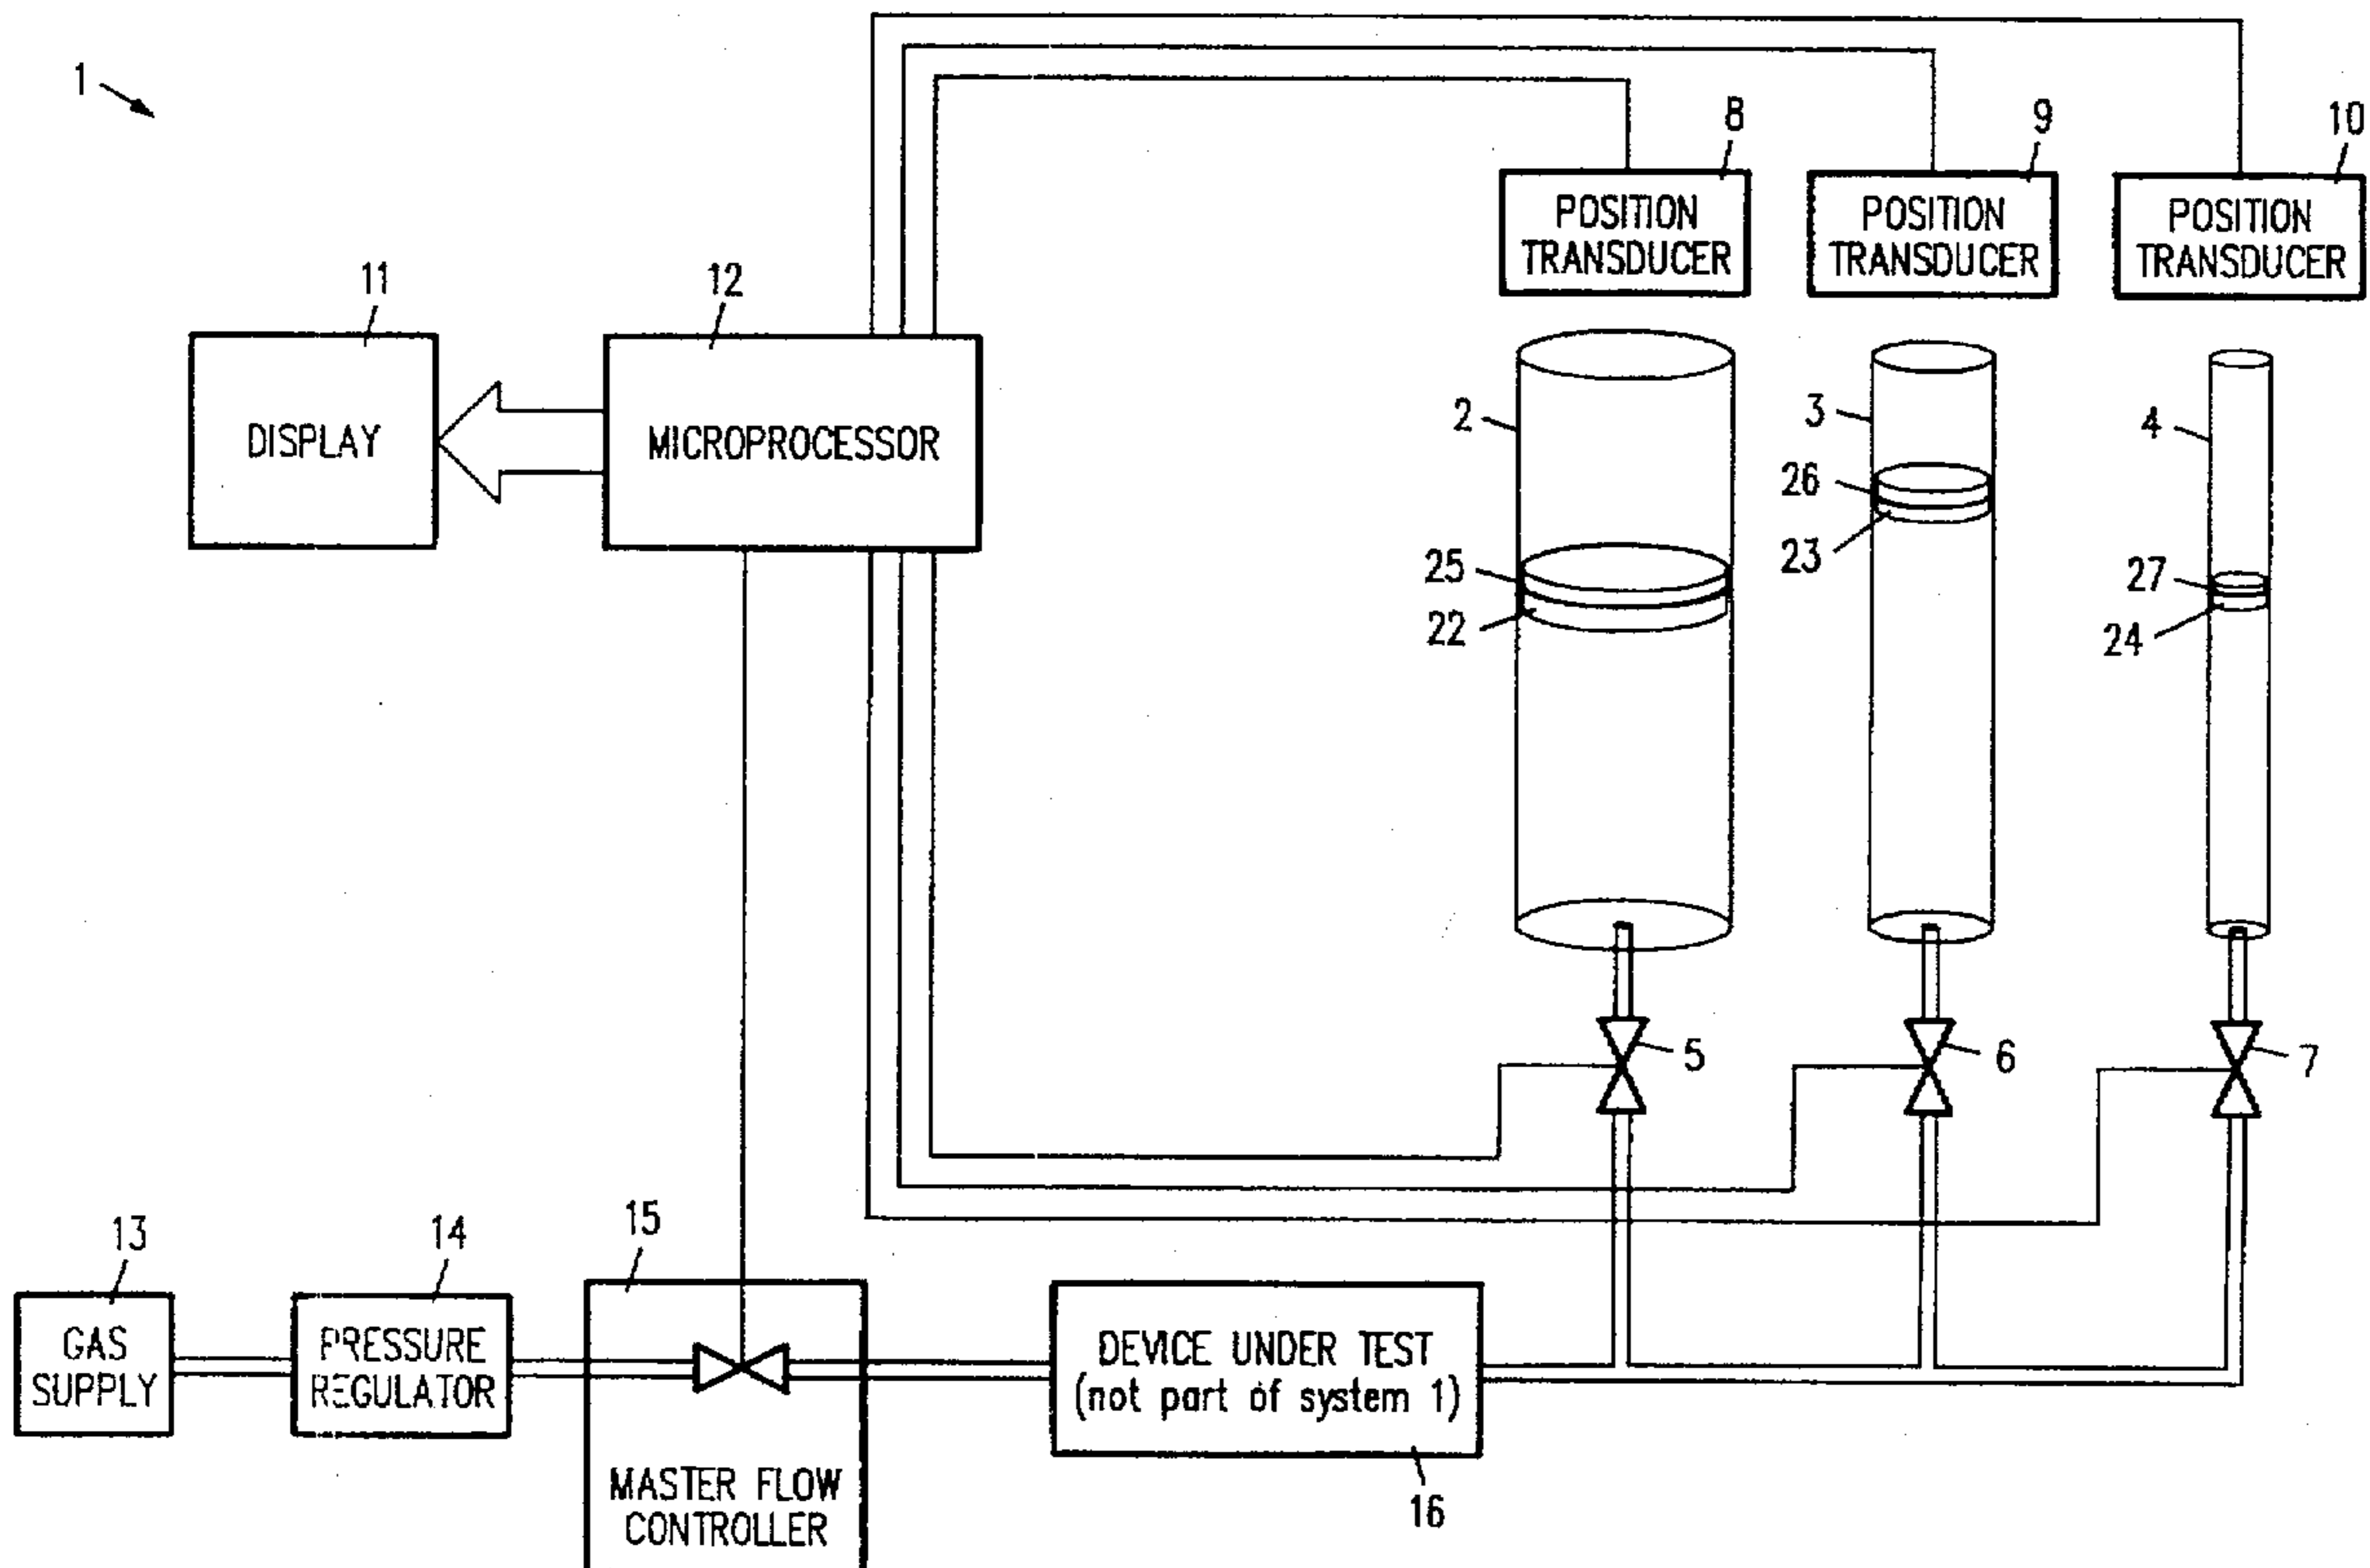 1
8
9
10
POSITION
TRANSDUCER
POSITION
TRANSDUCER
POSITION
TRANSDUCER
11
12
DISPLAY
MICROPROCESSOR
2
3
4
26
23
25
22
27
24
5
6
7
13
14
15
GAS
SUPPLY
PRESSURE
REGULATOR
MASTER FLOW
CONTROLLER
DEVICE UNDER TEST
(not part of system 1)
16